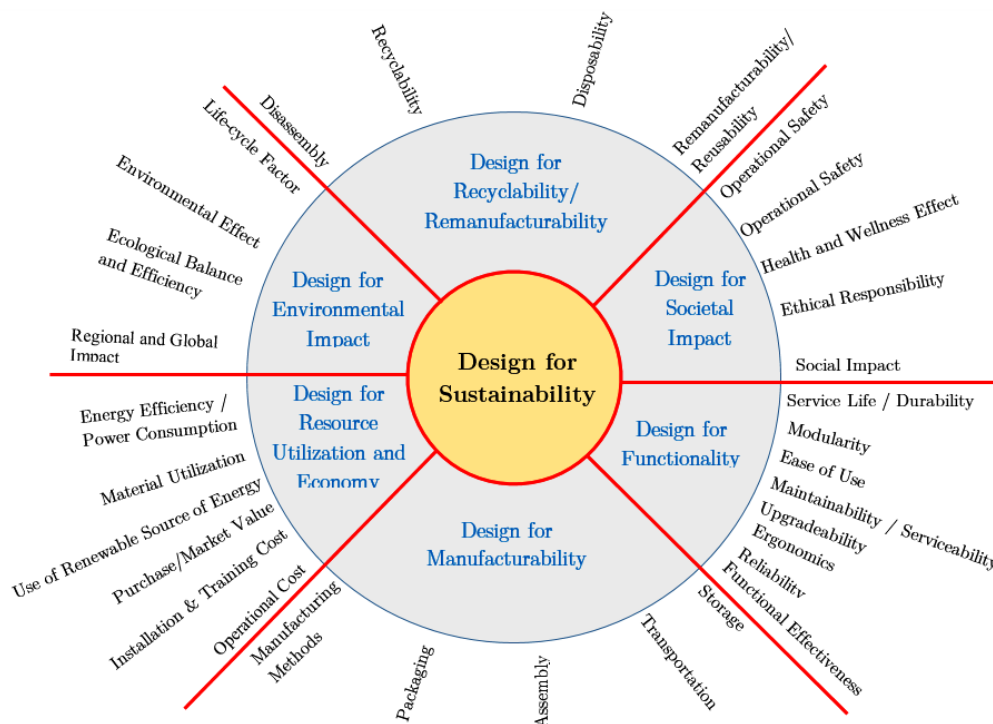 Design for
Sustainability
Design for
Recyclability/
Remanufacturability
Design for
Societal
Impact
Design for
Functionality
Design for
Manufacturability
Design for
Resource
Utilization and
Economy
Design for
Environmental
Impact
Disassembly
Recyclability
Disposability
Remanufacturability/
Reusability
Operational Safety
Operational Safety
Health and Wellness Effect
Ethical Responsibility
Social Impact
Service Life / Durability
Modularity
Ease of Use
Maintainability / Serviceability
Upgradeability
Ergonomics
Reliability
Functional Effectiveness
Storage
Transportation
Assembly
Packaging
Manufacturing
Methods
Operational Cost
Installation & Training Cost
Purchase/Market Value
Use of Renewable Source of Energy
Material Utilization
Energy Efficiency /
Power Consumption
Regional and Global
Impact
Ecological Balance
and Efficiency
Environmental Effect
Life-cycle Factor